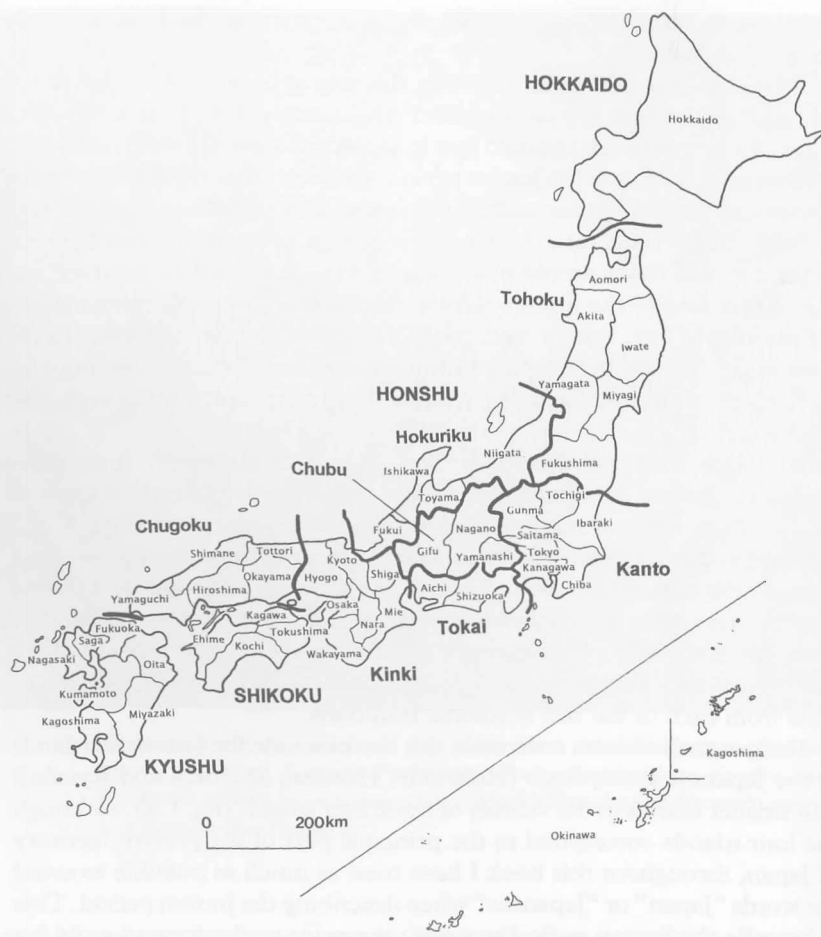 HOKKAIDO
Hokkaido
Aomori
Tohoku
Akita
Iwate
HONSHU
Yamagata
Miyagi
Hokuriku
Niigata
Ishikawa
Fukushima
Chubu
Toyama
Tochigi
Gunma
Ibaraki
Chugoku
Fukui
Nagano
Saitama
Shimane
Tottori
Kyoto
Gifu
Tokyo
Yamanashi
Kanagawa
Kanto
Okayama
Hyogo
Shiga
Chiba
Hiroshima
Aichi
Shizuoka
Yamaguchi
Osaka
Mie
Kagawa
Tokai
Fukuoka
Nara
Saga
Ehime
Tokushima
Kochi
Wakayama
Nagasaki
Oita
Kinki
SHIKOKU
Kumamoto
Miyazaki
Kagoshima
KYUSHU
Kagoshima
0 200km
Okinawa